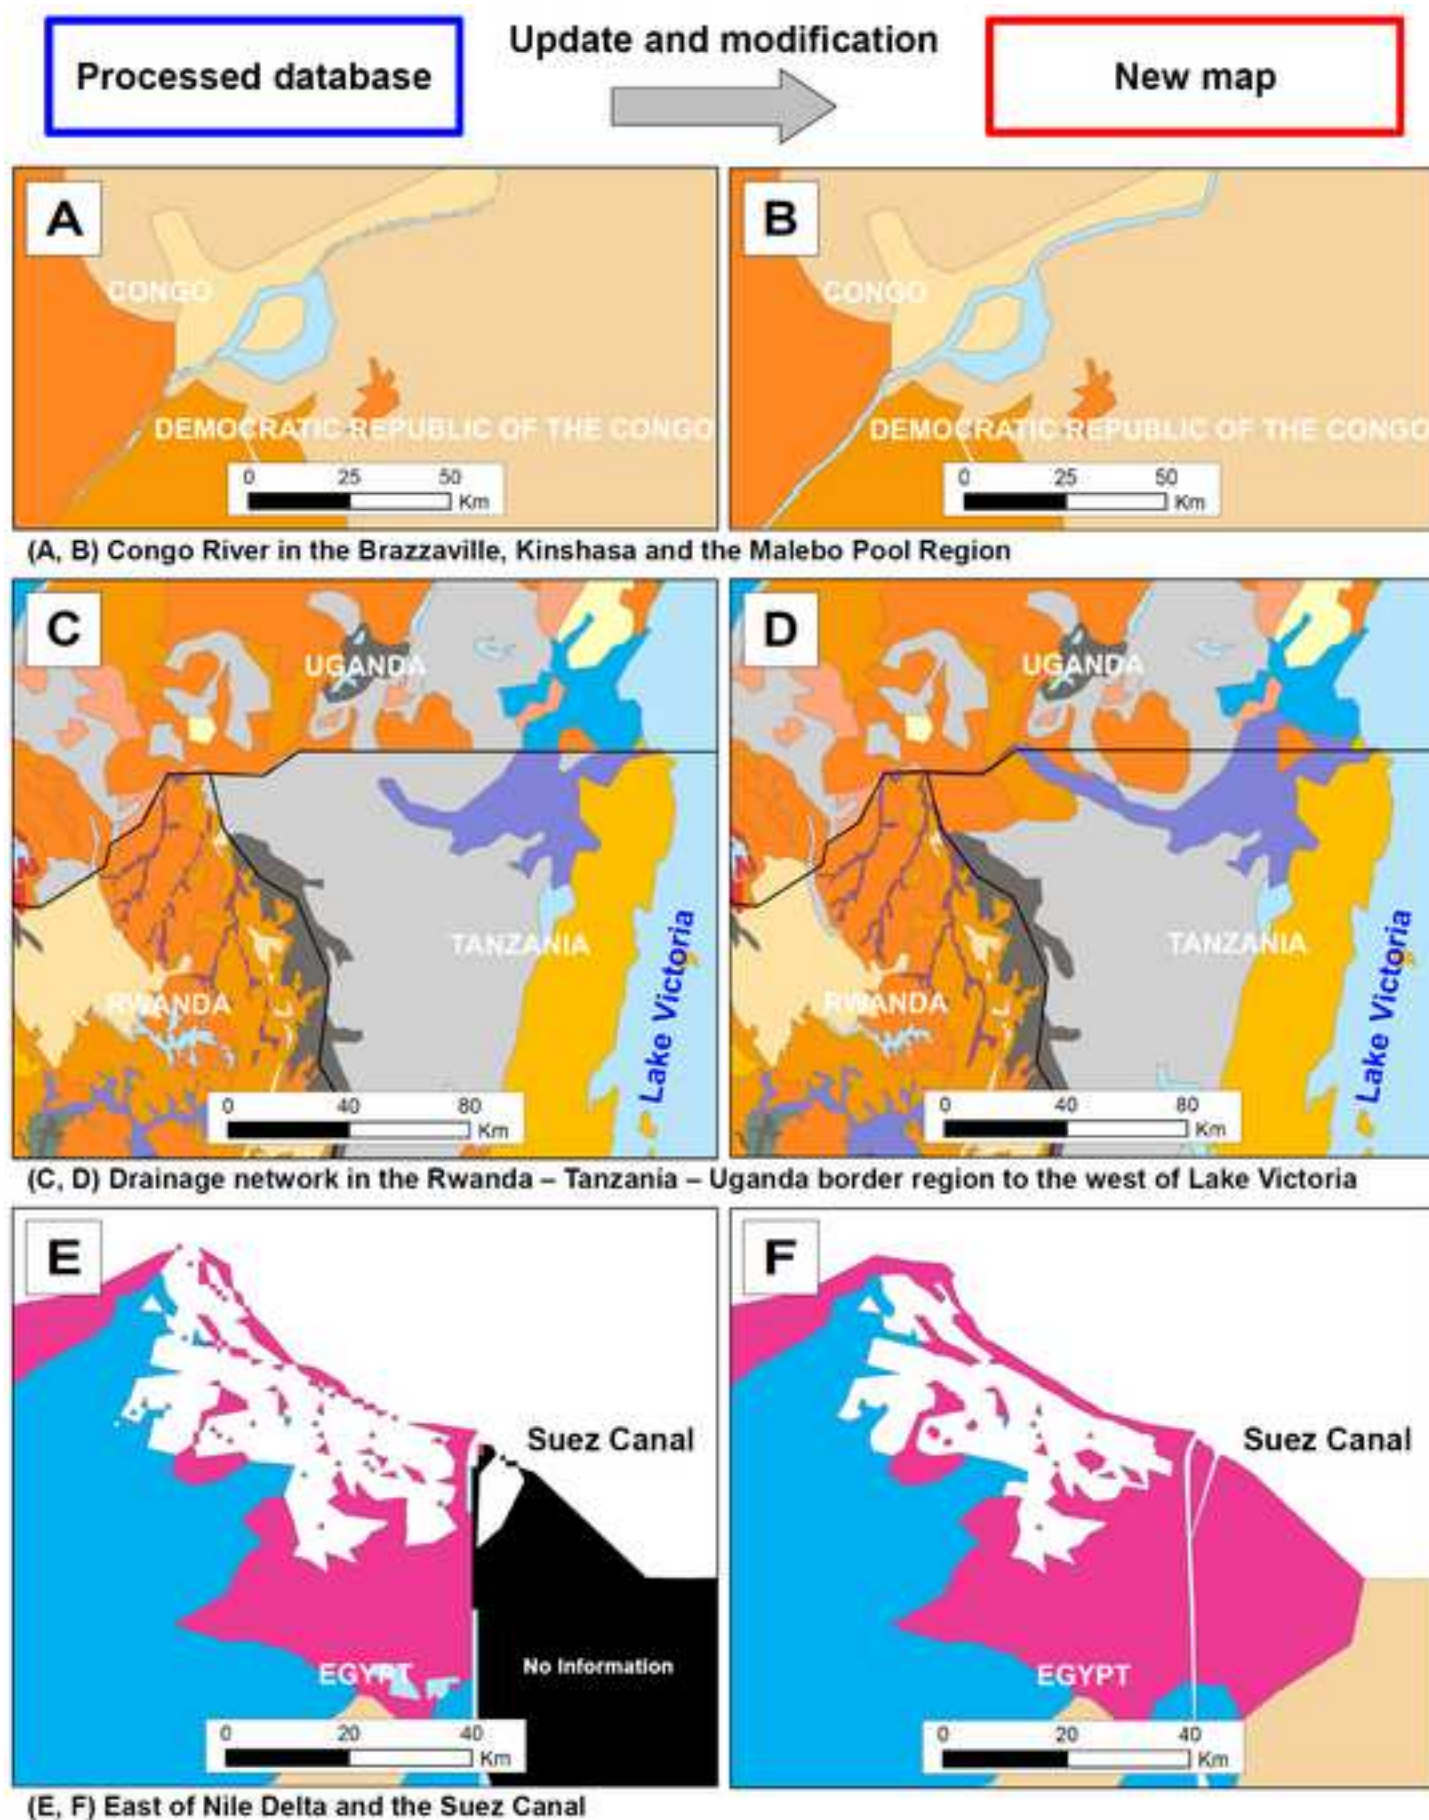 Processed database
Update and modification
New map
A
CONGO
DEMOCRATIC REPUBLIC OF THE CONGO
0 25 50
Km
B
CONGO
DEMOCRATIC REPUBLIC OF THE CONGO
0 25 50
Km
(A, B) Congo River in the Brazzaville, Kinshasa and the Malebo Pool Region
C
UGANDA
TANZANIA
RWANDA
Lake Victoria
0 40 80
Km
D
UGANDA
TANZANIA
RWANDA
Lake Victoria
0 40 80
Km
(C, D) Drainage network in the Rwanda – Tanzania – Uganda border region to the west of Lake Victoria
E
Suez Canal
No Information
EGYPT
0 20 40
Km
F
Suez Canal
EGYPT
0 20 40
Km
(E, F) East of Nile Delta and the Suez Canal